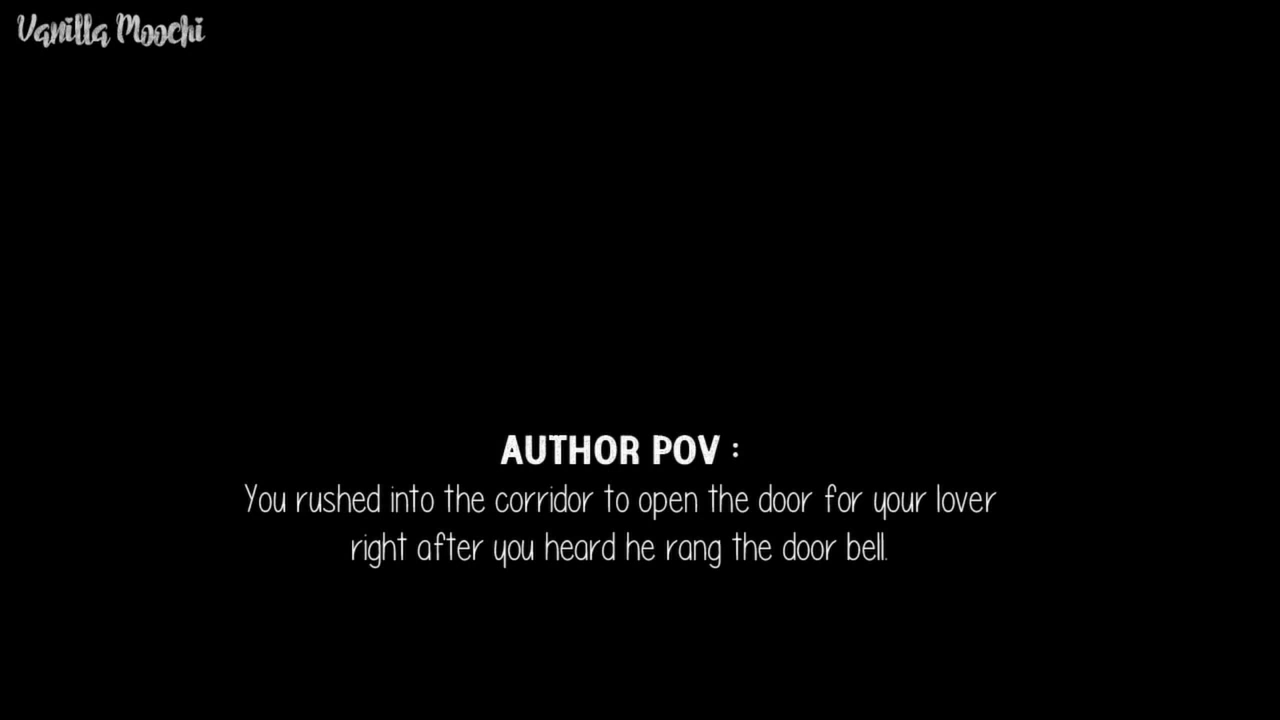 Vanilla Moochi
AUTHOR POV :
You rushed into the corridor to open the door for your lover
right after you heard he rang the door bell.